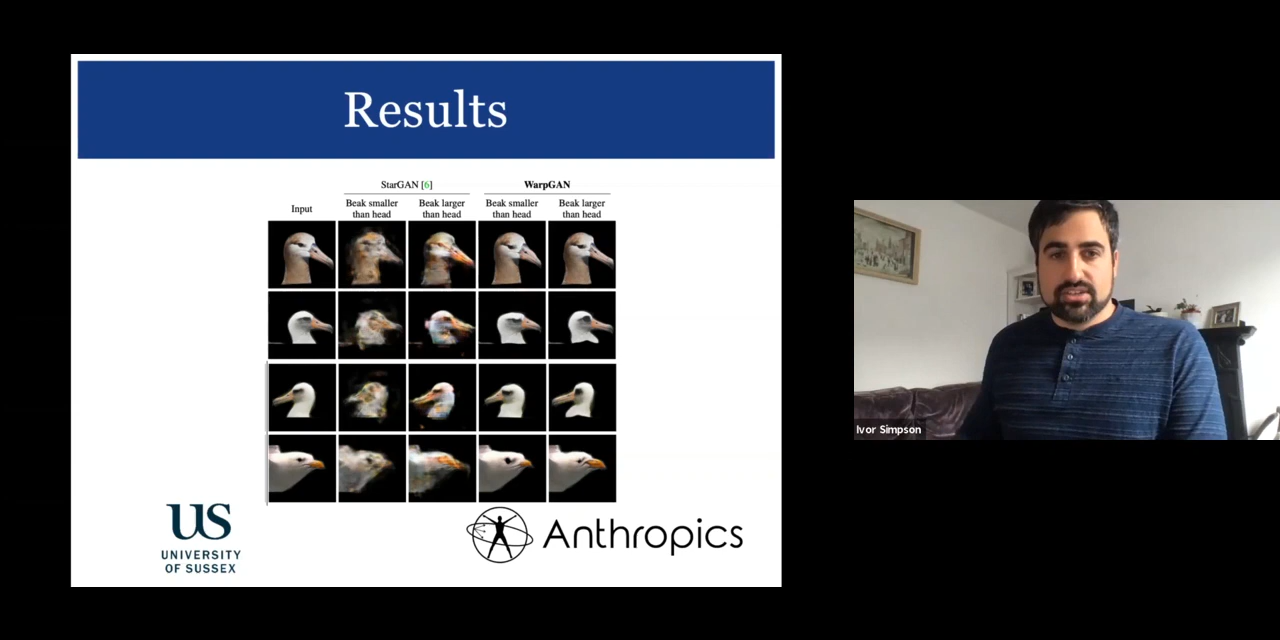 Results
StarGAN [6]
WarpGAN
Input
Beak smaller
than head
Beak larger
than head
Beak smaller
than head
Beak larger
than head
US
UNIVERSITY
OF SUSSEX
Anthropics
Ivor Simpson